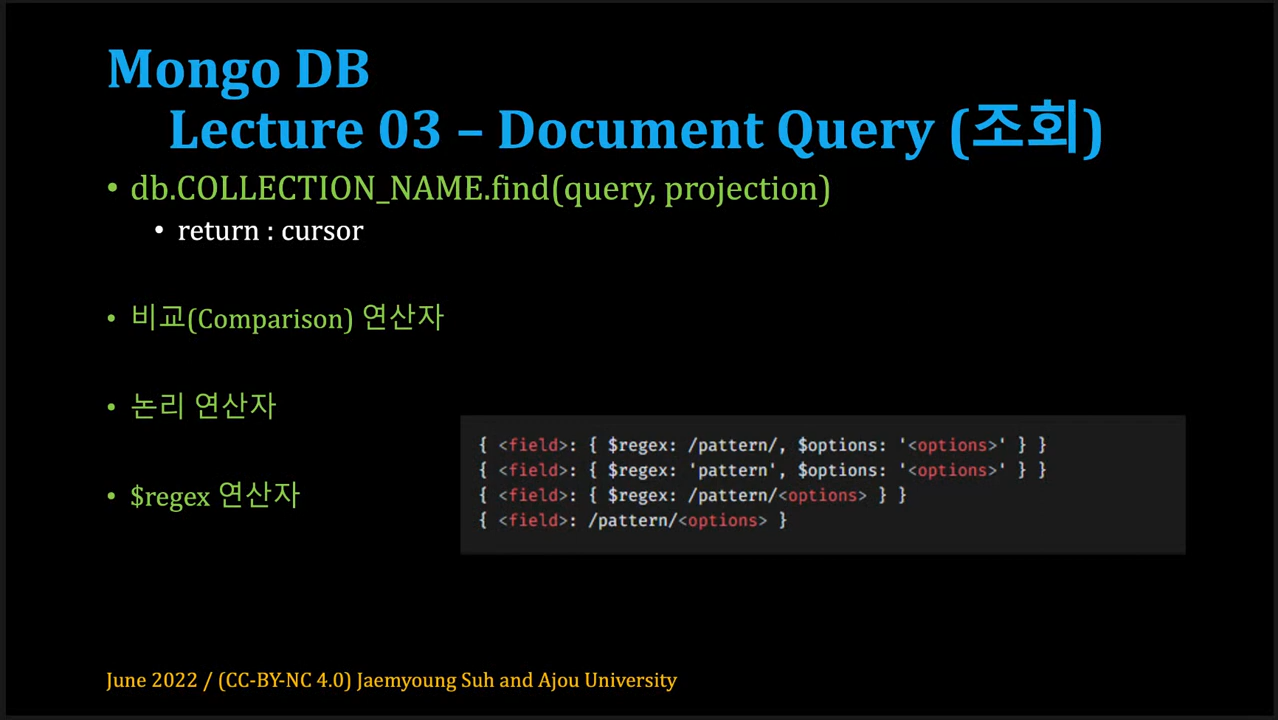 Mongo DB
Lecture 03 – Document Query (조회)
• db.COLLECTION_NAME.find(query, projection)
• return : cursor
• 비교(Comparison) 연산자
• 논리 연산자
• $regex 연산자
{ <field>: { $regex: /pattern/, $options: '<options>' } }
{ <field>: { $regex: 'pattern', $options: '<options>' } }
{ <field>: { $regex: /pattern/<options> } }
{ <field>: /pattern/<options> }
June 2022 / (CC-BY-NC 4.0) Jaemyoung Suh and Ajou University